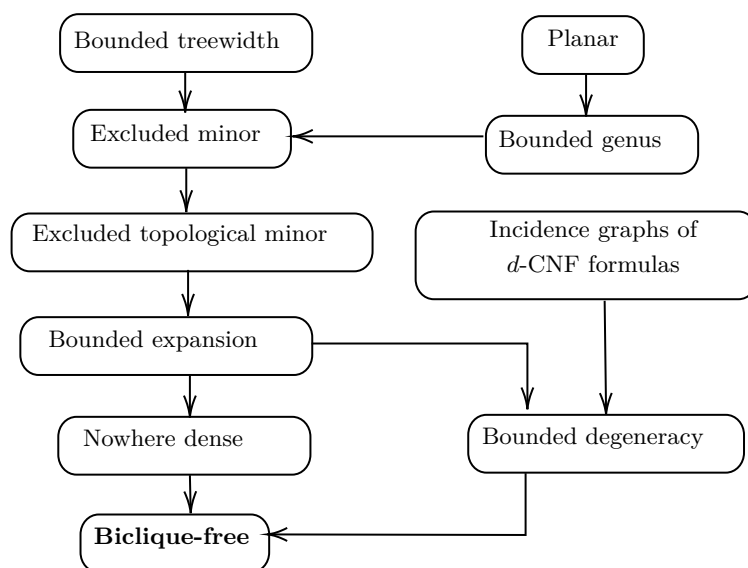 Bounded treewidth
Planar
Excluded minor
Bounded genus
Excluded topological minor
Incidence graphs of
d-CNF formulas
Bounded expansion
Nowhere dense
Bounded degeneracy
Biclique-free